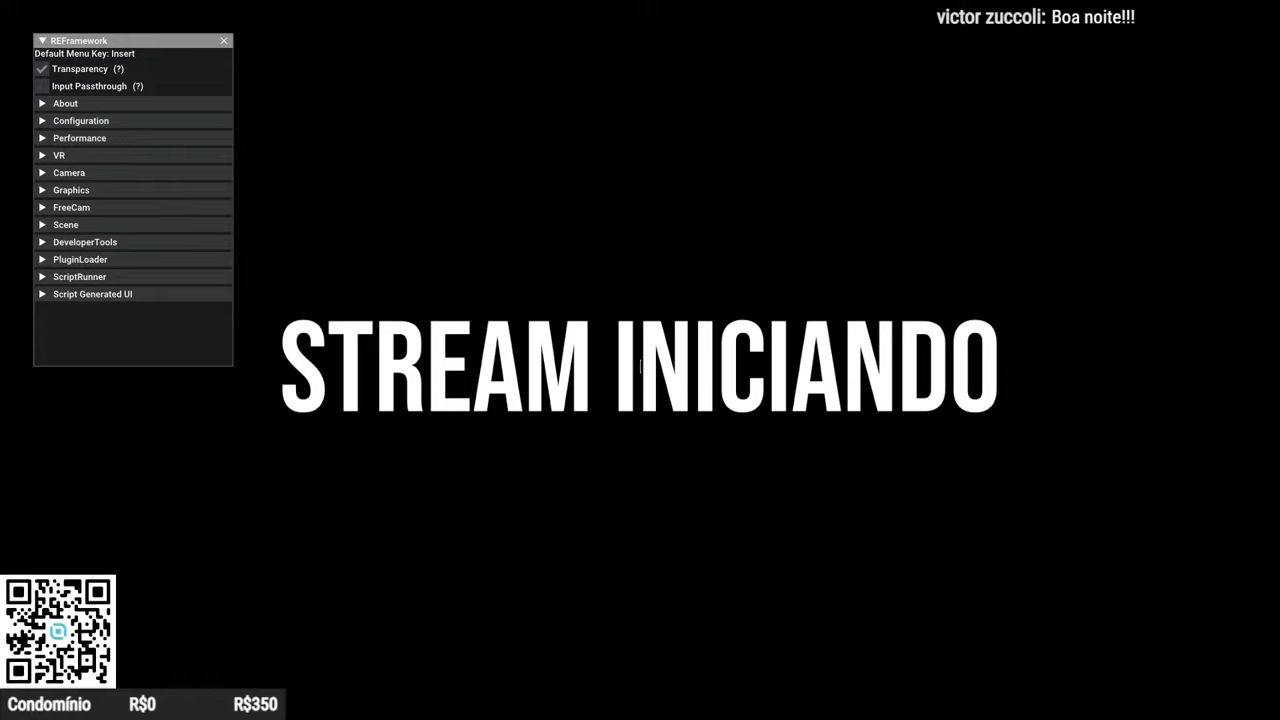 victor zuccoli: Boa noite!!!
REFramework
Default Menu Key: Insert
Transparency (?)
Input Passthrough (?)
About
Configuration
Performance
VR
Camera
Graphics
FreeCam
Scene
DeveloperTools
PluginLoader
ScriptRunner
Script Generated UI
STREAM INICIANDO
Condomínio R$0 R$350